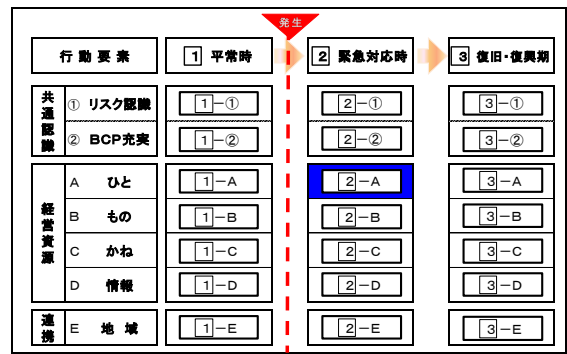 発生
行動要素 1 平常時 2 緊急対応時 3 復旧・復興期
共通認識
① リスク認識 1－① 2－① 3－①
② BCP充実 1－② 2－② 3－②
経営資源
A ひと 1－A 2－A 3－A
B もの 1－B 2－B 3－B
C かね 1－C 2－C 3－C
D 情報 1－D 2－D 3－D
連携
E 地域 1－E 2－E 3－E